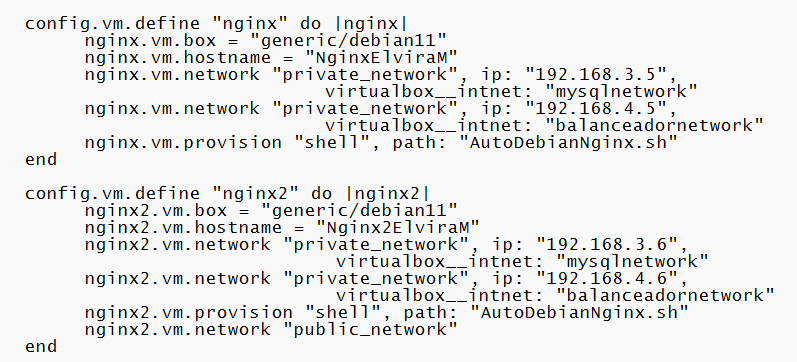 config.vm.define "nginx" do |nginx|
nginx.vm.box = "generic/debian11"
nginx.vm.hostname = "NginxElviraM"
nginx.vm.network "private_network", ip: "192.168.3.5",
virtualbox__intnet: "mysqlnetwork"
nginx.vm.network "private_network", ip: "192.168.4.5",
virtualbox__intnet: "balanceadornetwork"
nginx.vm.provision "shell", path: "AutoDebianNginx.sh"
end
config.vm.define "nginx2" do |nginx2|
nginx2.vm.box = "generic/debian11"
nginx2.vm.hostname = "Nginx2ElviraM"
nginx2.vm.network "private_network", ip: "192.168.3.6",
virtualbox__intnet: "mysqlnetwork"
nginx2.vm.network "private_network", ip: "192.168.4.6",
virtualbox__intnet: "balanceadornetwork"
nginx2.vm.provision "shell", path: "AutoDebianNginx.sh"
nginx2.vm.network "public_network"
end